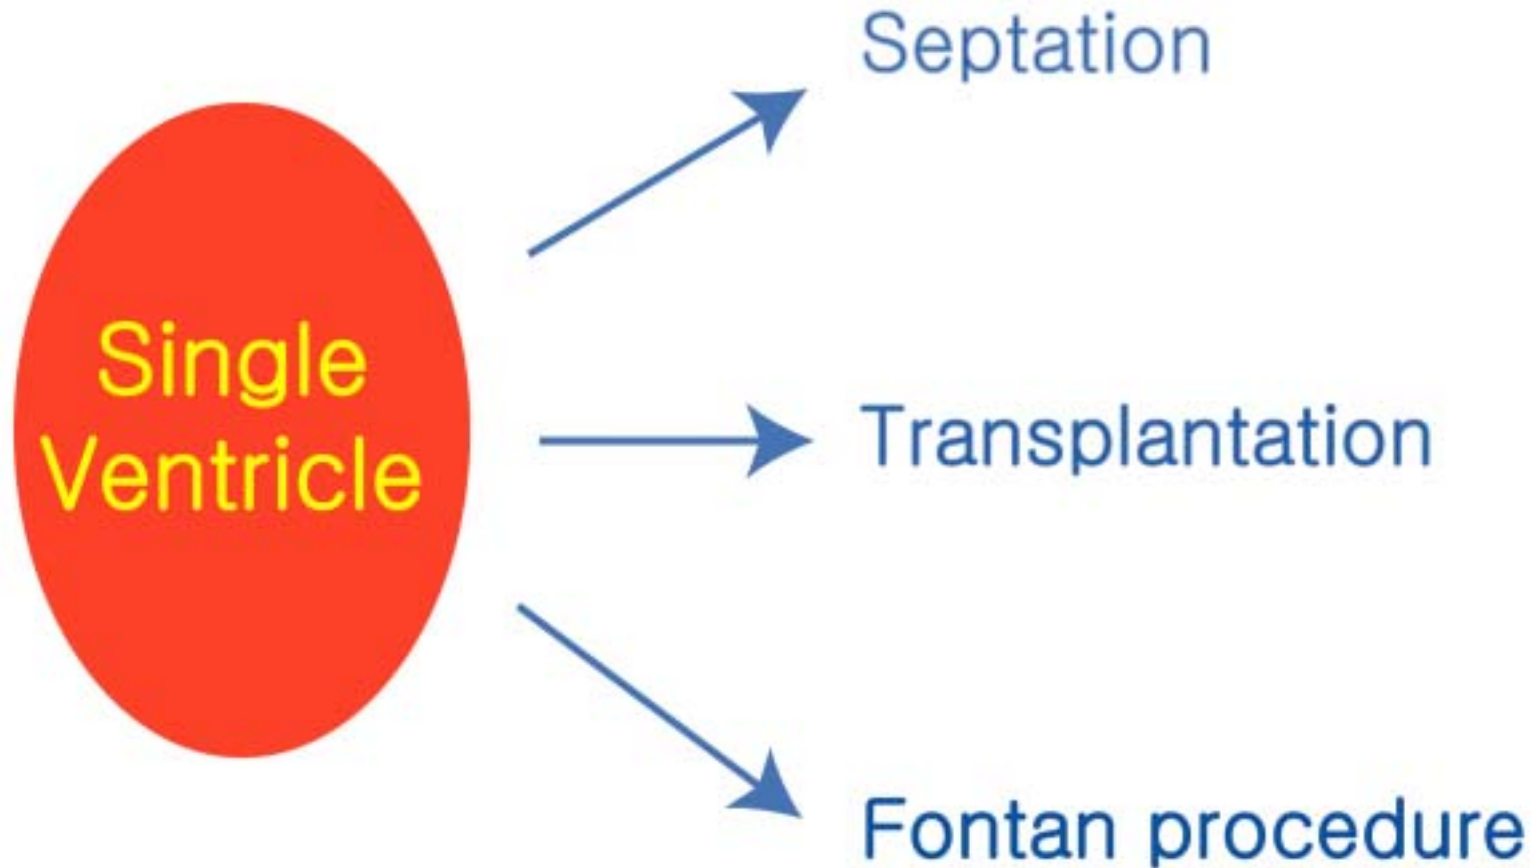 Septation
Single
Ventricle
Transplantation
Fontan procedure